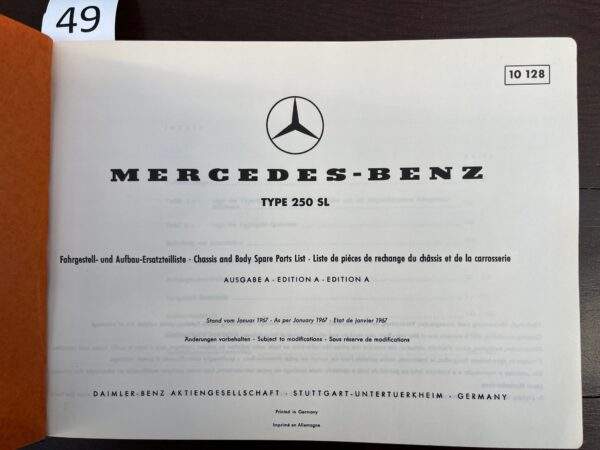 49
10 128
MERCEDES-BENZ
TYPE 250 SL
Fahrgestell- und Aufbau-Ersatzteilliste · Chassis and Body Spare Parts List · Liste de pièces de rechange du châssis et de la carrosserie
AUSGABE A - EDITION A - EDITION A
Stand vom Januar 1967 - As per January 1967 - Etat de janvier 1967
Änderungen vorbehalten - Subject to modifications - Sous réserve de modifications
DAIMLER-BENZ AKTIENGESELLSCHAFT · STUTTGART-UNTERTUERKHEIM · GERMANY
Printed in Germany
Imprimé en Allemagne